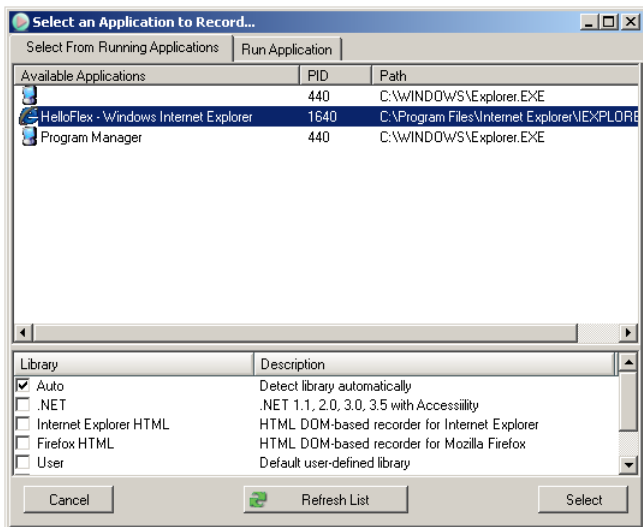 Select an Application to Record...
Select From Running Applications Run Application
Available Applications PID Path
440 C:\WINDOWS\Explorer.EXE
HelloFlex - Windows Internet Explorer 1640 C:\Program Files\Internet Explorer\IEXPLORE
Program Manager 440 C:\WINDOWS\Explorer.EXE
Library Description
Auto Detect library automatically
.NET .NET 1.1, 2.0, 3.0, 3.5 with Accessiility
Internet Explorer HTML HTML DOM-based recorder for Internet Explorer
Firefox HTML HTML DOM-based recorder for Mozilla Firefox
User Default user-defined library
Cancel Refresh List Select